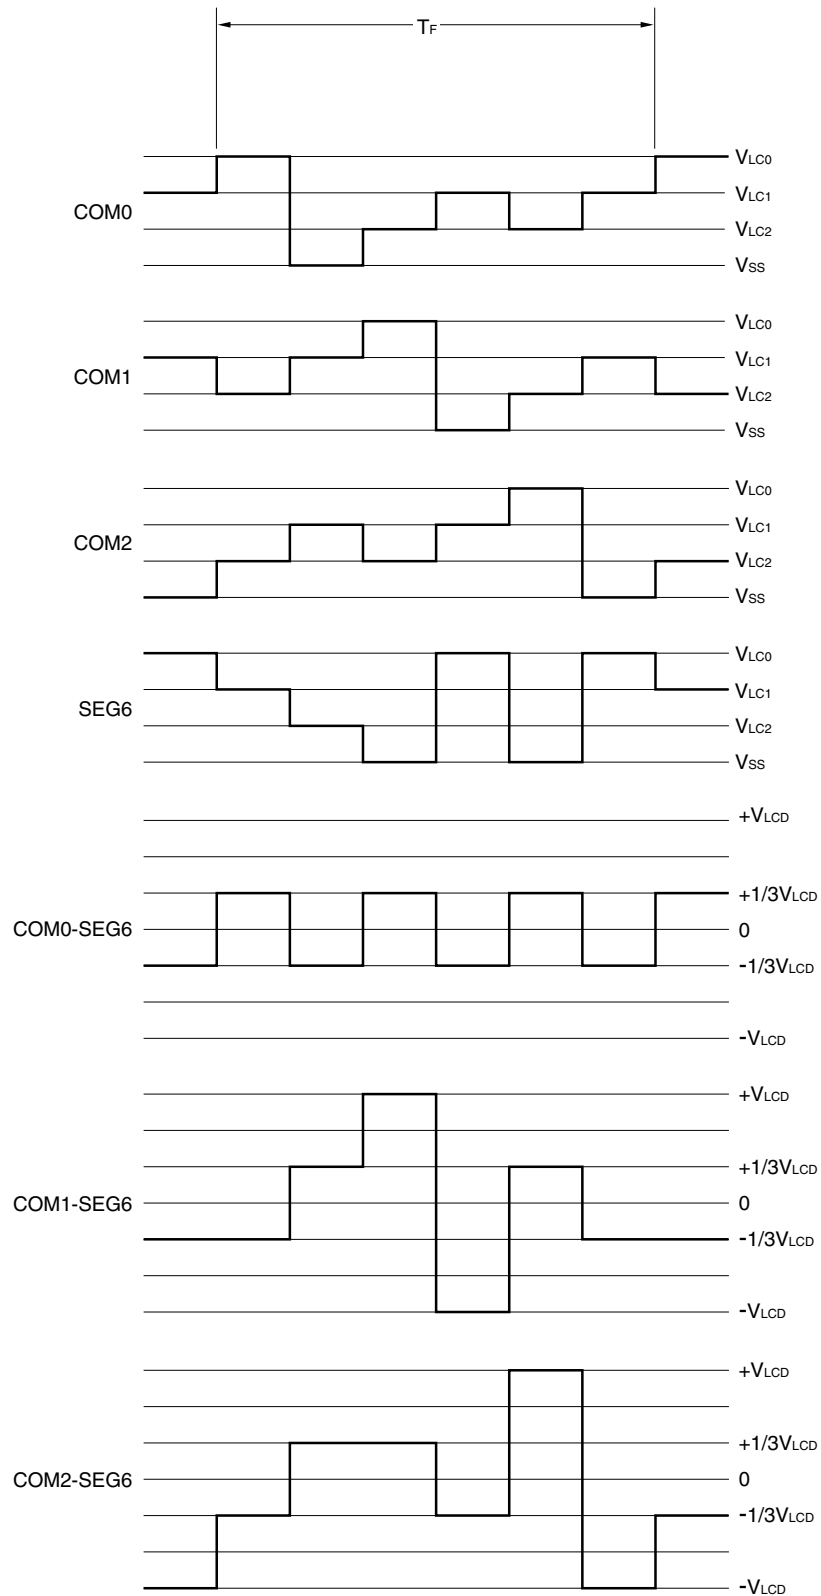 TF
COM0
VLC0
VLC1
VLC2
VSS
COM1
VLC0
VLC1
VLC2
VSS
COM2
VLC0
VLC1
VLC2
VSS
SEG6
VLC0
VLC1
VLC2
VSS
COM0-SEG6
+VLCD
+1/3VLCD
0
-1/3VLCD
-VLCD
COM1-SEG6
+VLCD
+1/3VLCD
0
-1/3VLCD
-VLCD
COM2-SEG6
+VLCD
+1/3VLCD
0
-1/3VLCD
-VLCD